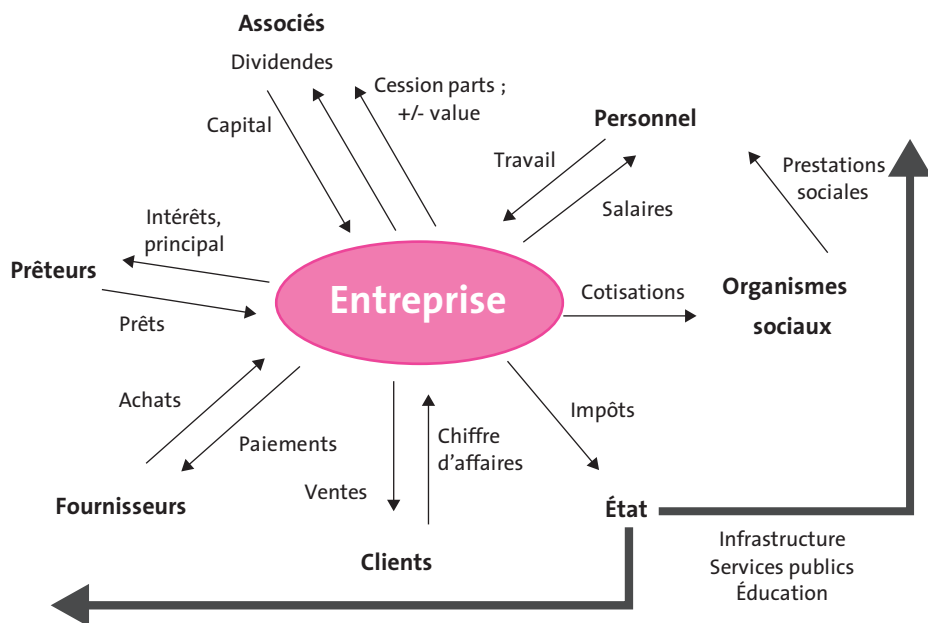 Associés
Dividendes
Cession parts ;
+/- value
Capital
Personnel
Travail
Prestations
sociales
Salaires
Intérêts,
principal
Prêteurs
Prêts
Entreprise
Cotisations
Organismes
sociaux
Achats
Paiements
Impôts
Chiffre
d'affaires
Ventes
Fournisseurs
État
Clients
Infrastructure
Services publics
Éducation